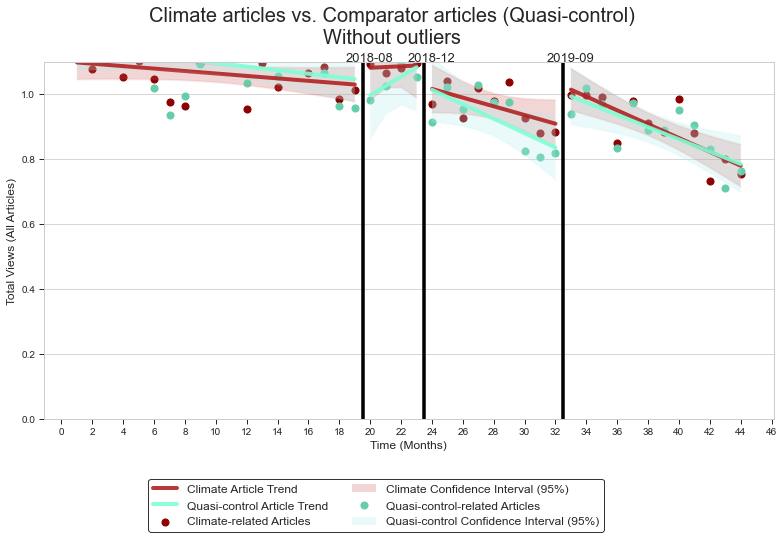 Climate articles vs. Comparator articles (Quasi-control)
Without outliers
2018-08 2018-12 2019-09
1.0
0.8
0.6
0.4
0.2
0.0
Total Views (All Articles)
0 2 4 6 8 10 12 14 16 18 20 22 24 26 28 30 32 34 36 38 40 42 44 46
Time (Months)
Climate Article Trend
Quasi-control Article Trend
Climate-related Articles
Climate Confidence Interval (95%)
Quasi-control-related Articles
Quasi-control Confidence Interval (95%)